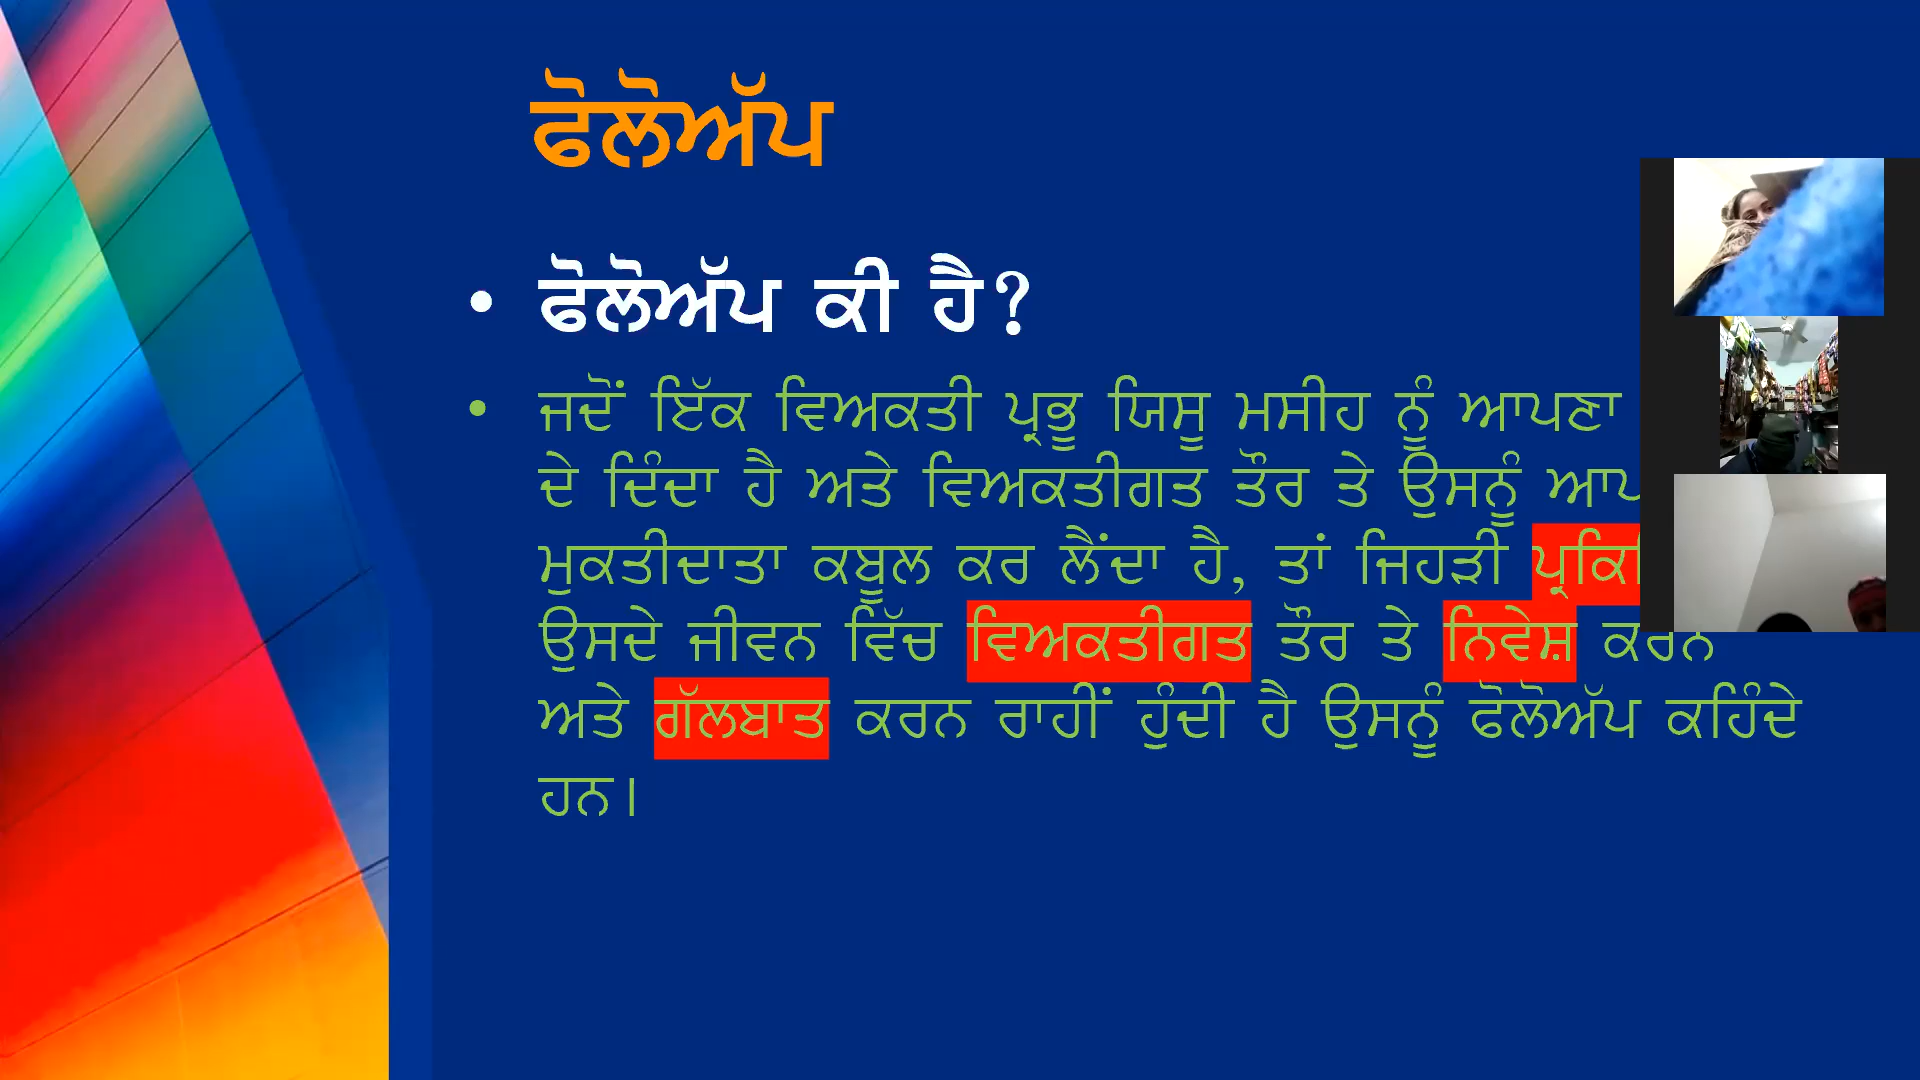 ਫੋਲੋਅੱਪ
• ਫੋਲੋਅੱਪ ਕੀ ਹੈ?
• ਜਦੋਂ ਇੱਕ ਵਿਅਕਤੀ ਪ੍ਰਭੂ ਯਿਸੂ ਮਸੀਹ ਨੂੰ ਆਪਣਾ
ਦੇ ਦਿੰਦਾ ਹੈ ਅਤੇ ਵਿਅਕਤੀਗਤ ਤੌਰ ਤੇ ਉਸਨੂੰ
ਮੁਕਤੀਦਾਤਾ ਕਬੂਲ ਕਰ ਲੈਂਦਾ ਹੈ, ਤਾਂ ਜਿਹੜੀ
ਉਸਦੇ ਜੀਵਨ ਵਿੱਚ ਵਿਅਕਤੀਗਤ ਤੌਰ ਤੇ ਨਿਵੇਸ਼ ਕਰਨ
ਅਤੇ ਗੱਲਬਾਤ ਕਰਨ ਰਾਹੀਂ ਹੁੰਦੀ ਹੈ ਉਸਨੂੰ ਫੋਲੋਅੱਪ ਕਹਿੰਦੇ
ਹਨ।